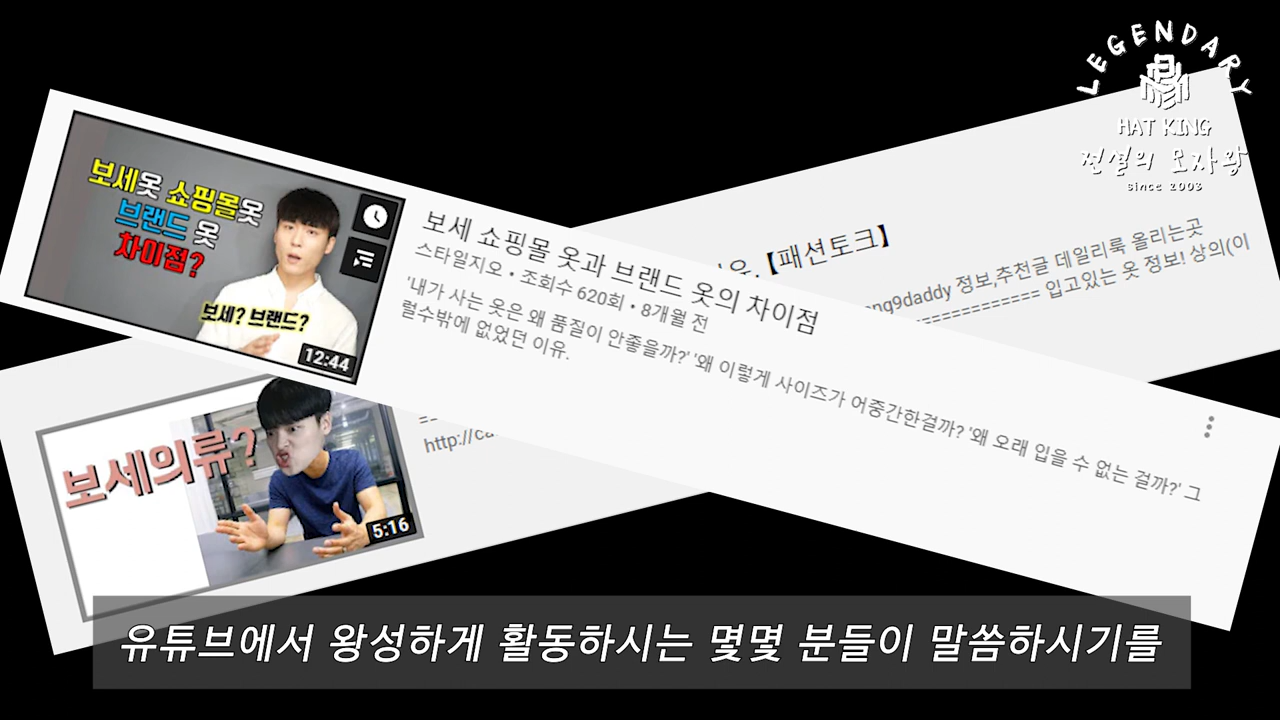 LEGENDARY
HAT KING
전설의 모자왕
since 2003
보세옷 쇼핑몰옷
브랜드 옷
차이점?
보세? 브랜드?
12:44
보세 쇼핑몰 옷과 브랜드 옷의 차이점
스타일지오 • 조회수 620회 • 8개월 전
'내가 사는 옷은 왜 품질이 안좋을까?' '왜 이렇게 사이즈가 어중간한걸까? '왜 오래 입을 수 없는 걸까?' 그
럴수밖에 없었던 이유.
【패션토크】
ng9daddy 정보,추천글 데일리룩 올리는곳
============ 입고있는 옷 정보! 상의(이
http://ca
보세의류?
5:16
유튜브에서 왕성하게 활동하시는 몇몇 분들이 말씀하시기를